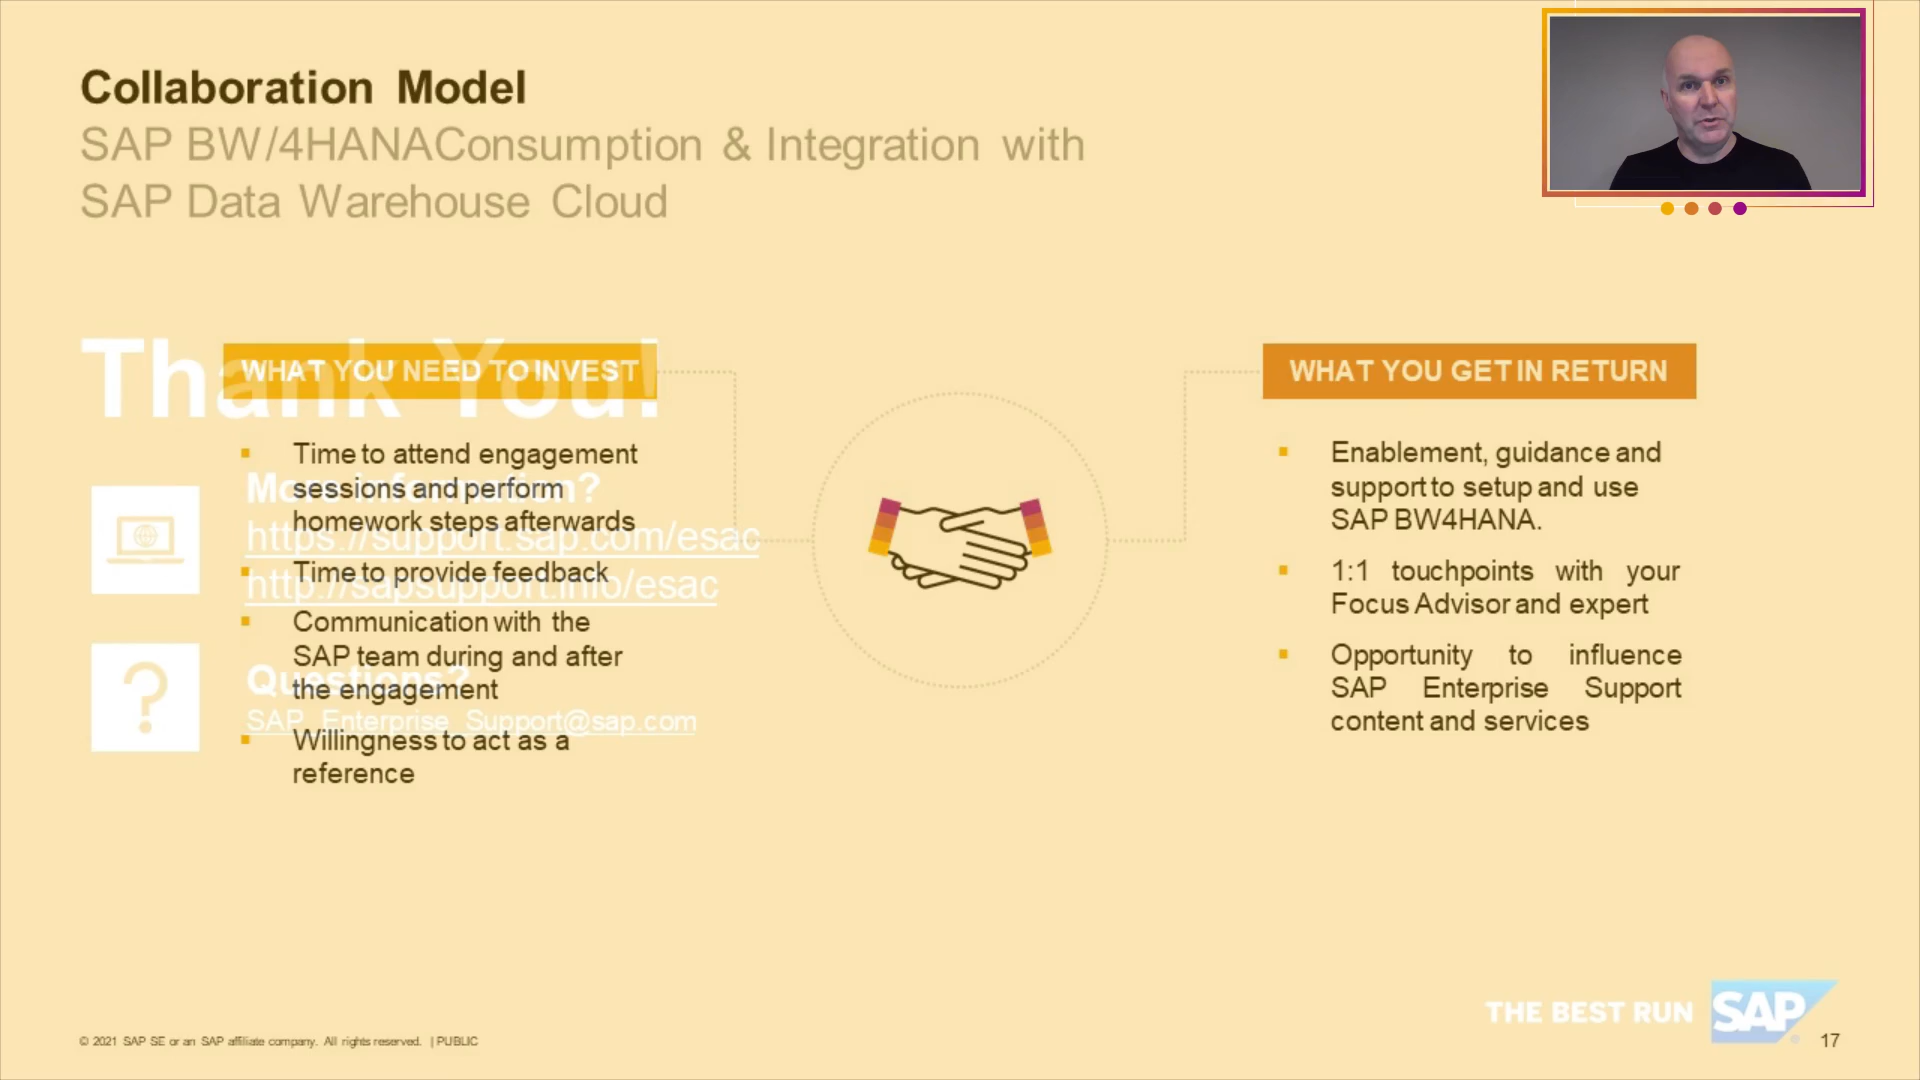 Collaboration Model
SAP BW/4HANAConsumption & Integration with
SAP Data Warehouse Cloud
Thank You!
WHAT YOU NEED TO INVEST
Time to attend engagement
sessions and perform
homework steps afterwards
Time to provide feedback
Communication with the
SAP team during and after
the engagement
Willingness to act as a
reference
More information?
https://support.sap.com/esac
http://sapsupport.info/esac
Questions?
SAP_Enterprise_Support@sap.com
WHAT YOU GET IN RETURN
Enablement, guidance and
support to setup and use
SAP BW4HANA.
1:1 touchpoints with your
Focus Advisor and expert
Opportunity to influence
SAP Enterprise Support
content and services
THE BEST RUN SAP
© 2021 SAP SE or an SAP affiliate company. All rights reserved. | PUBLIC
17